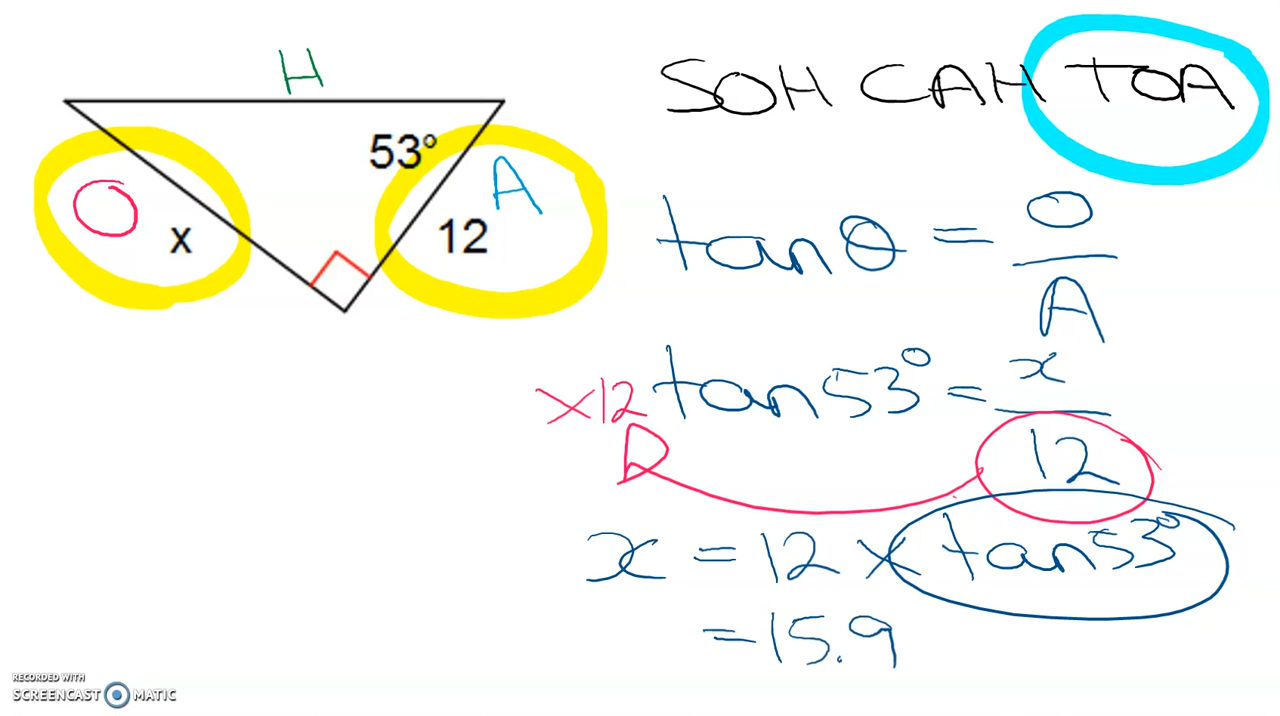 H
SOH CAH TOA
53°
O
x
A
12
tanθ = O/A
×12
tan53° = x/12
x = 12 × tan53°
= 15.9
RECORDED WITH
SCREENCAST MATIC